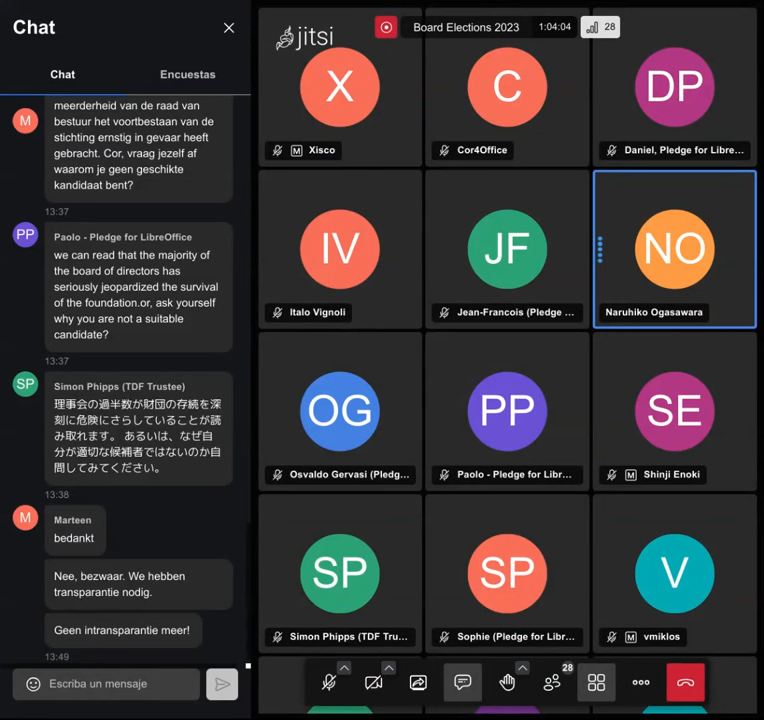 Chat
Chat
Encuestas
meerderheid van de raad van
bestuur het voortbestaan van de
stichting ernstig in gevaar heeft
gebracht. Cor, vraag jezelf af
waarom je geen geschikte
kandidaat bent?
M
13:37
PP
Paolo - Pledge for LibreOffice
we can read that the majority of
the board of directors has
seriously jeopardized the survival
of the foundation.or, ask yourself
why you are not a suitable
candidate?
13:37
SP
Simon Phipps (TDF Trustee)
理事会の過半数が財団の存続を深
刻に危険にさらしていることが読
み取れます。 あるいは、なぜ自
分が適切な候補者ではないのか自
問してみてください。
13:38
M
Marteen
bedankt
Nee, bezwaar. We hebben
transparantie nodig.
Geen intransparantie meer!
13:49
Escriba un mensaje
jitsi
Board Elections 2023
1:04:04
28
X
M Xisco
C
Cor4Office
DP
Daniel, Pledge for Libre...
IV
Italo Vignoli
JF
Jean-Francois (Pledge ...
NO
Naruhiko Ogasawara
OG
Osvaldo Gervasi (Pledg...
PP
Paolo - Pledge for Libr...
SE
M Shinji Enoki
SP
Simon Phipps (TDF Tru...
SP
Sophie (Pledge for Libr...
V
M vmiklos
28